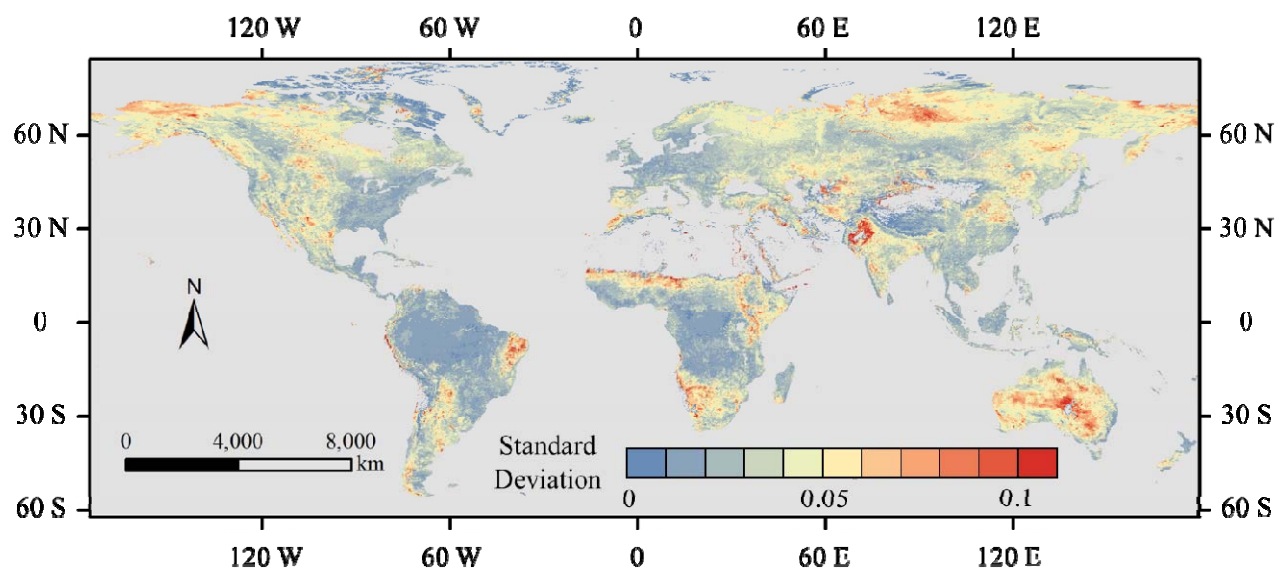 120 W 60 W 0 60 E 120 E
60 N 60 N
30 N 30 N
N
0 0
30 S 30 S
0 4,000 8,000
km
Standard
Deviation
0 0.05 0.1
60 S 60 S
120 W 60 W 0 60 E 120 E